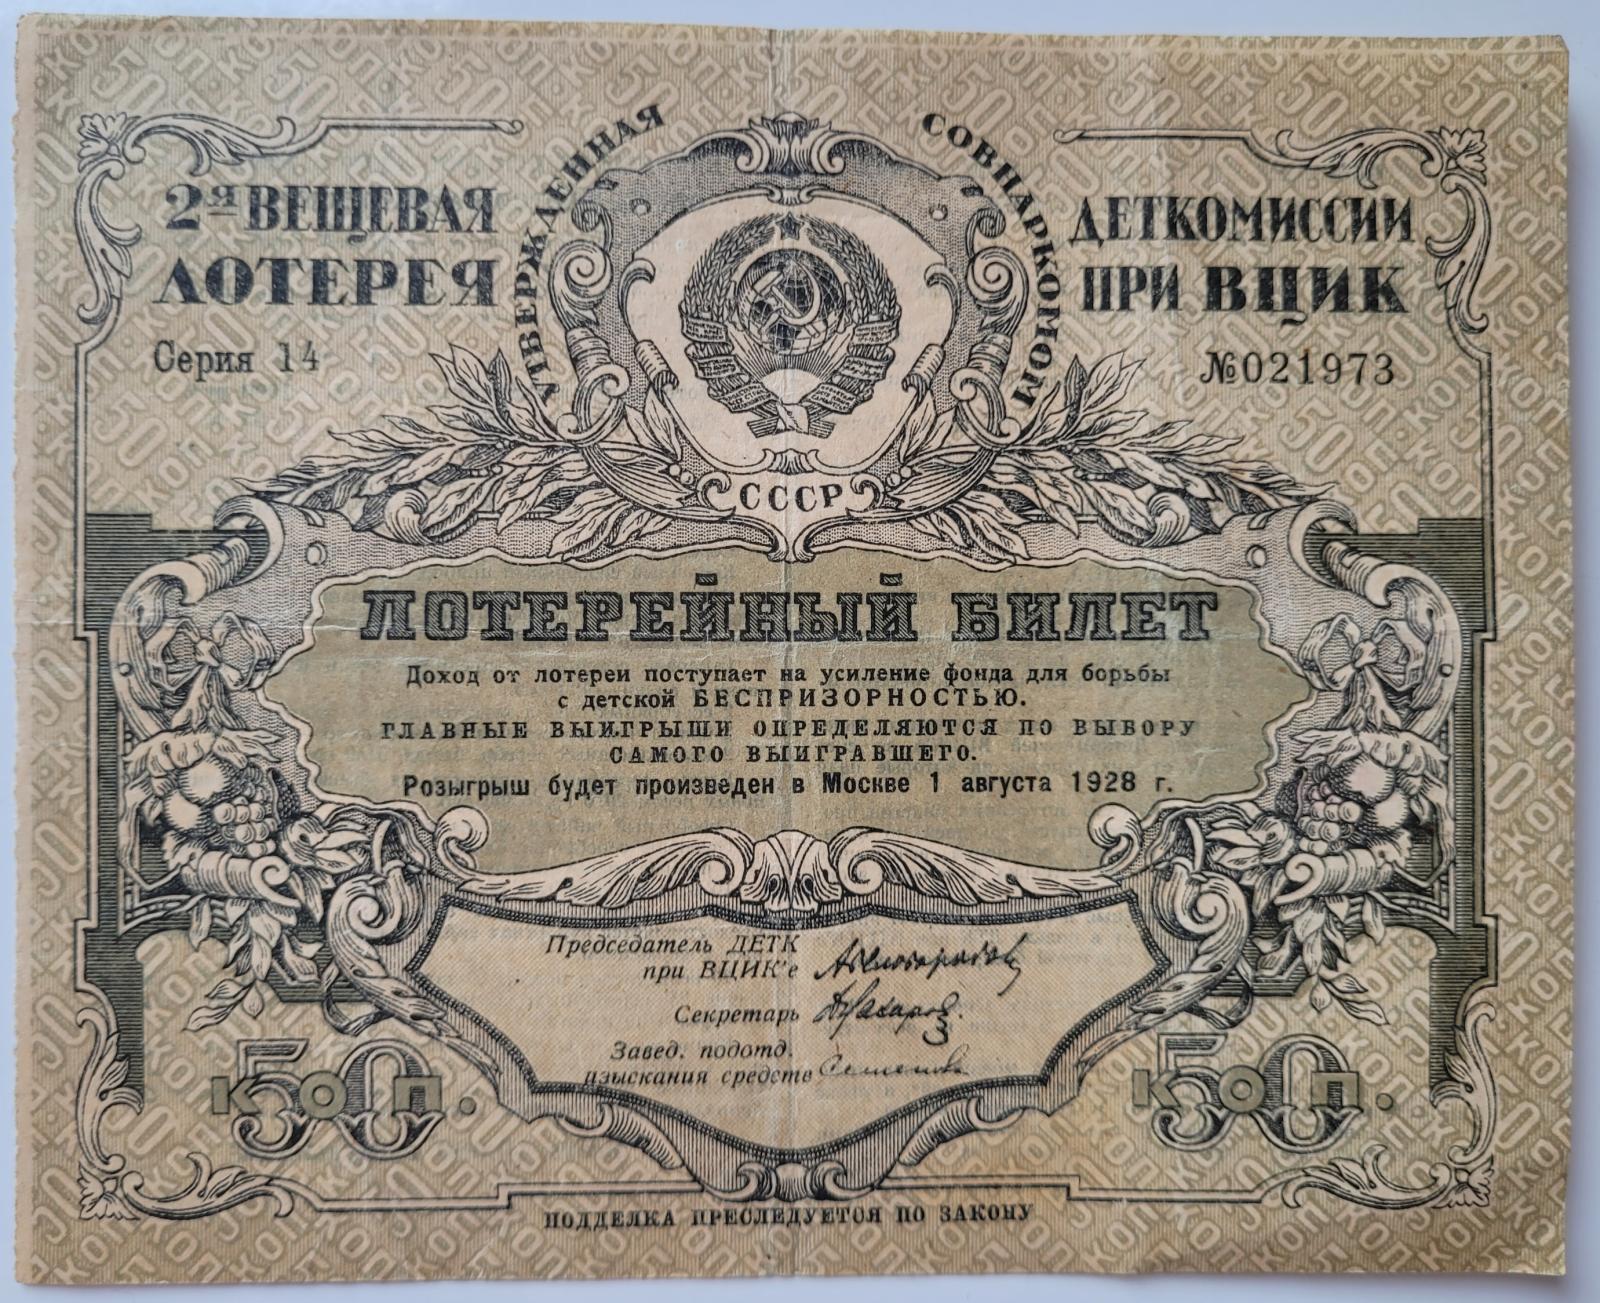 УТВЕРЖДЕННАЯ СОВНАРКОМОМ
2я ВЕЩЕВАЯ
ЛОТЕРЕЯ
Серия 14
ДЕТКОМИССИИ
ПРИ ВЦИК
№021973
СССР
ЛОТЕРЕЙНЫЙ БИЛЕТ
Доход от лотереи поступает на усиление фонда для борьбы
с детской БЕСПРИЗОРНОСТЬЮ.
ГЛАВНЫЕ ВЫИГРЫШИ ОПРЕДЕЛЯЮТСЯ ПО ВЫБОРУ
САМОГО ВЫИГРАВШЕГО.
Розыгрыш будет произведен в Москве 1 августа 1928 г.
Председатель ДЕТК
при ВЦИК'е
Секретарь
Завед. подотд.
изыскания средств
50 КОП.
50 КОП.
ПОДДЕЛКА ПРЕСЛЕДУЕТСЯ ПО ЗАКОНУ